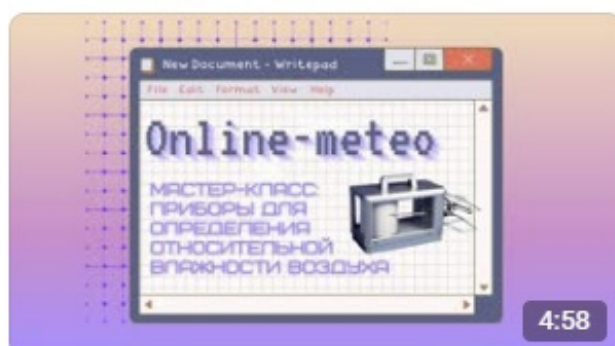 New Document - Writepad
File Edit Format View Help
Online-meteo
МАСТЕР-КЛАСС:
ПРИБОРЫ ДЛЯ
ОПРЕДЕЛЕНИЯ
ОТНОСИТЕЛЬНОЙ
ВЛАЖНОСТИ ВОЗДУХА
4:58